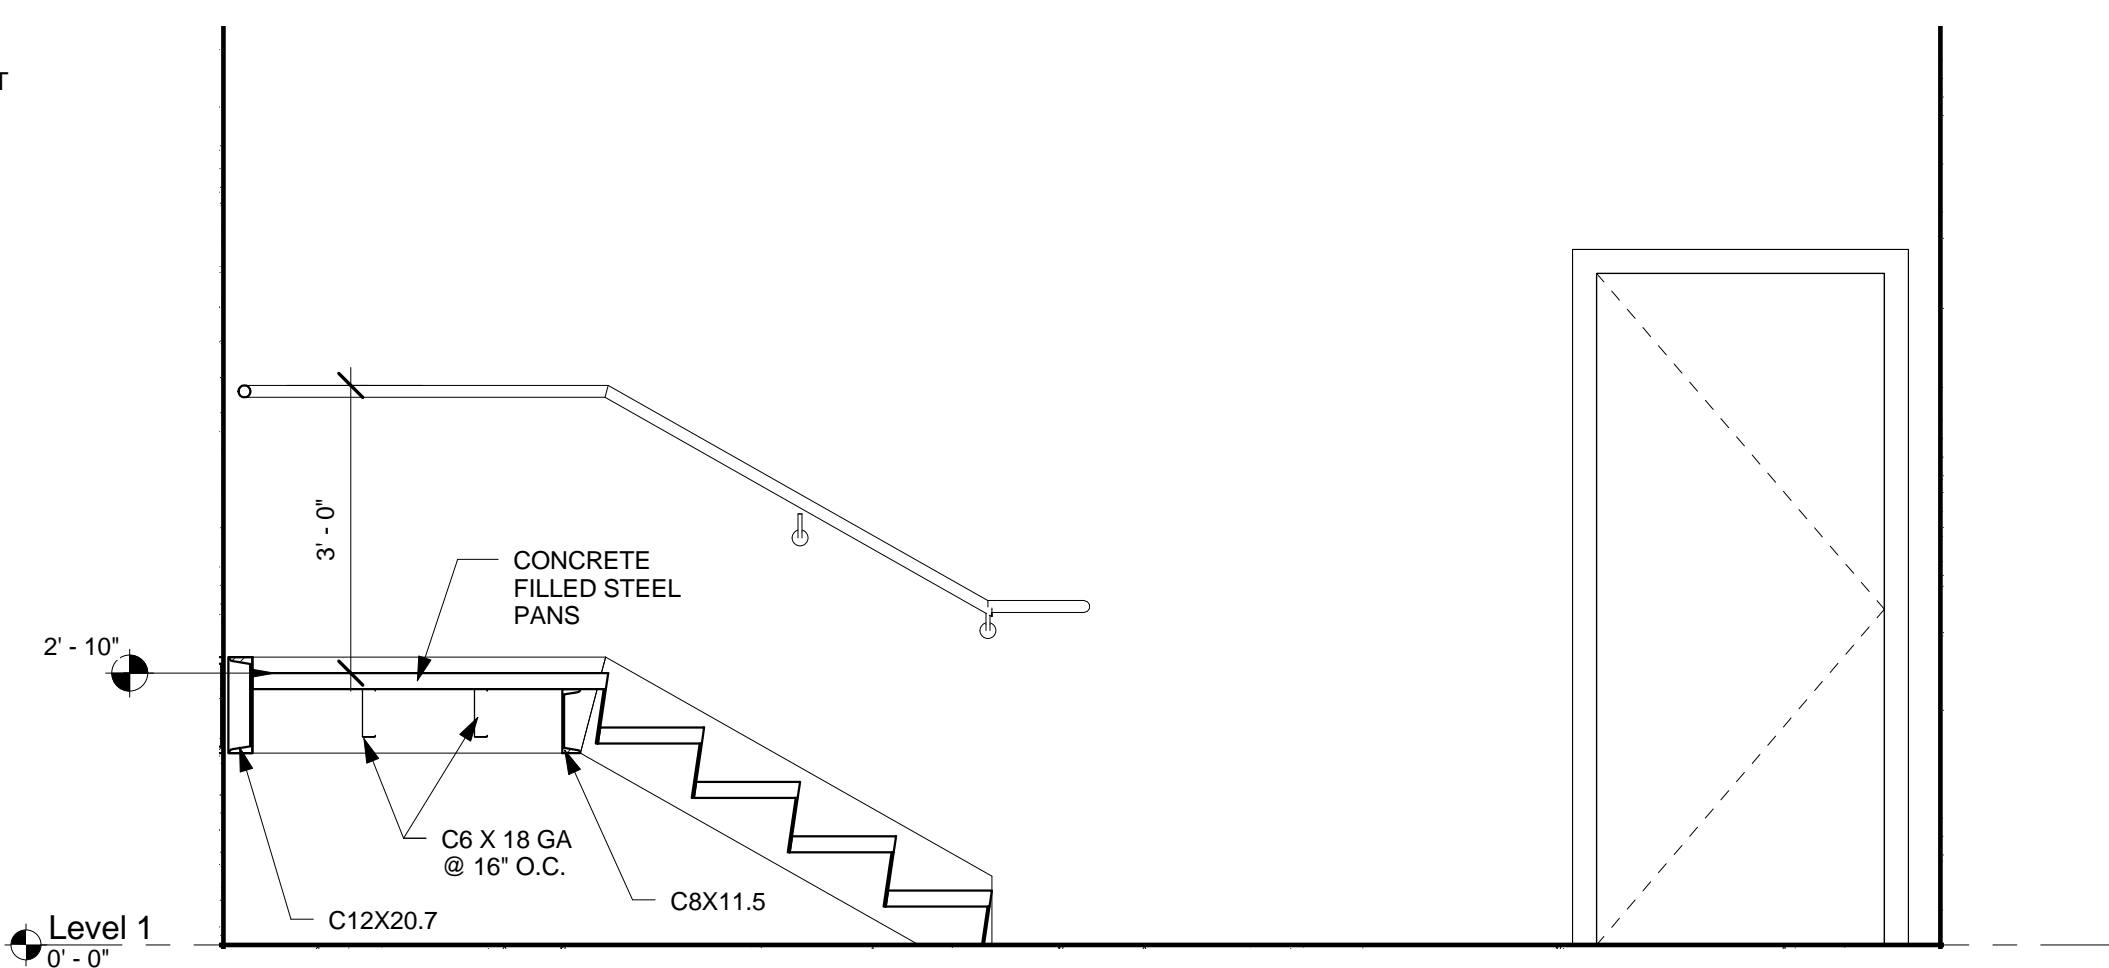 T
3' - 0"
CONCRETE
FILLED STEEL
PANS
2' - 10"
C6 X 18 GA
@ 16" O.C.
C8X11.5
C12X20.7
Level 1
0' - 0"